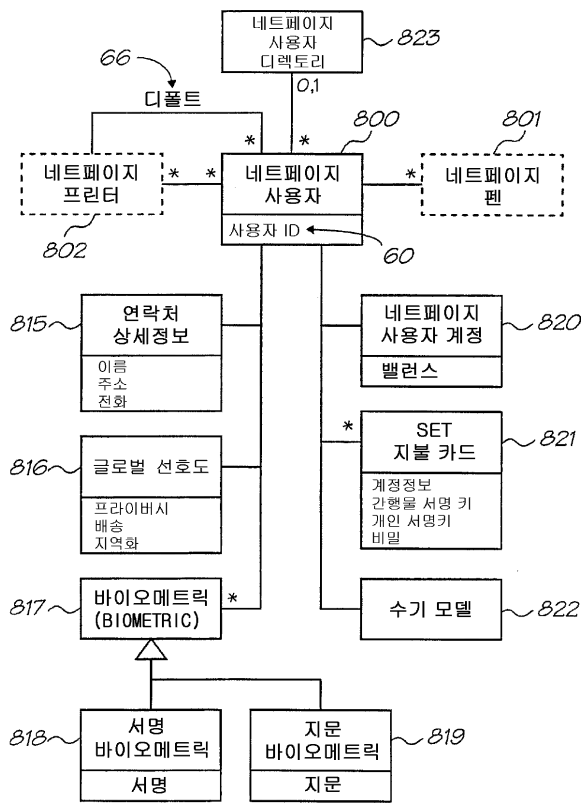 네트페이지
사용자
디렉토리
823
66
디폴트
0,1
*
*
800
801
네트페이지
프린터
*
*
네트페이지
사용자
*
네트페이지
펜
802
사용자 ID
60
815
연락처
상세정보
이름
주소
전화
네트페이지
사용자 계정
밸런스
820
816
글로벌 선호도
프라이버시
배송
지역화
*
SET
지불 카드
계정정보
간행물 서명 키
개인 서명키
비밀
821
817
바이오메트릭
(BIOMETRIC)
*
수기 모델
822
818
서명
바이오메트릭
서명
지문
바이오메트릭
지문
819